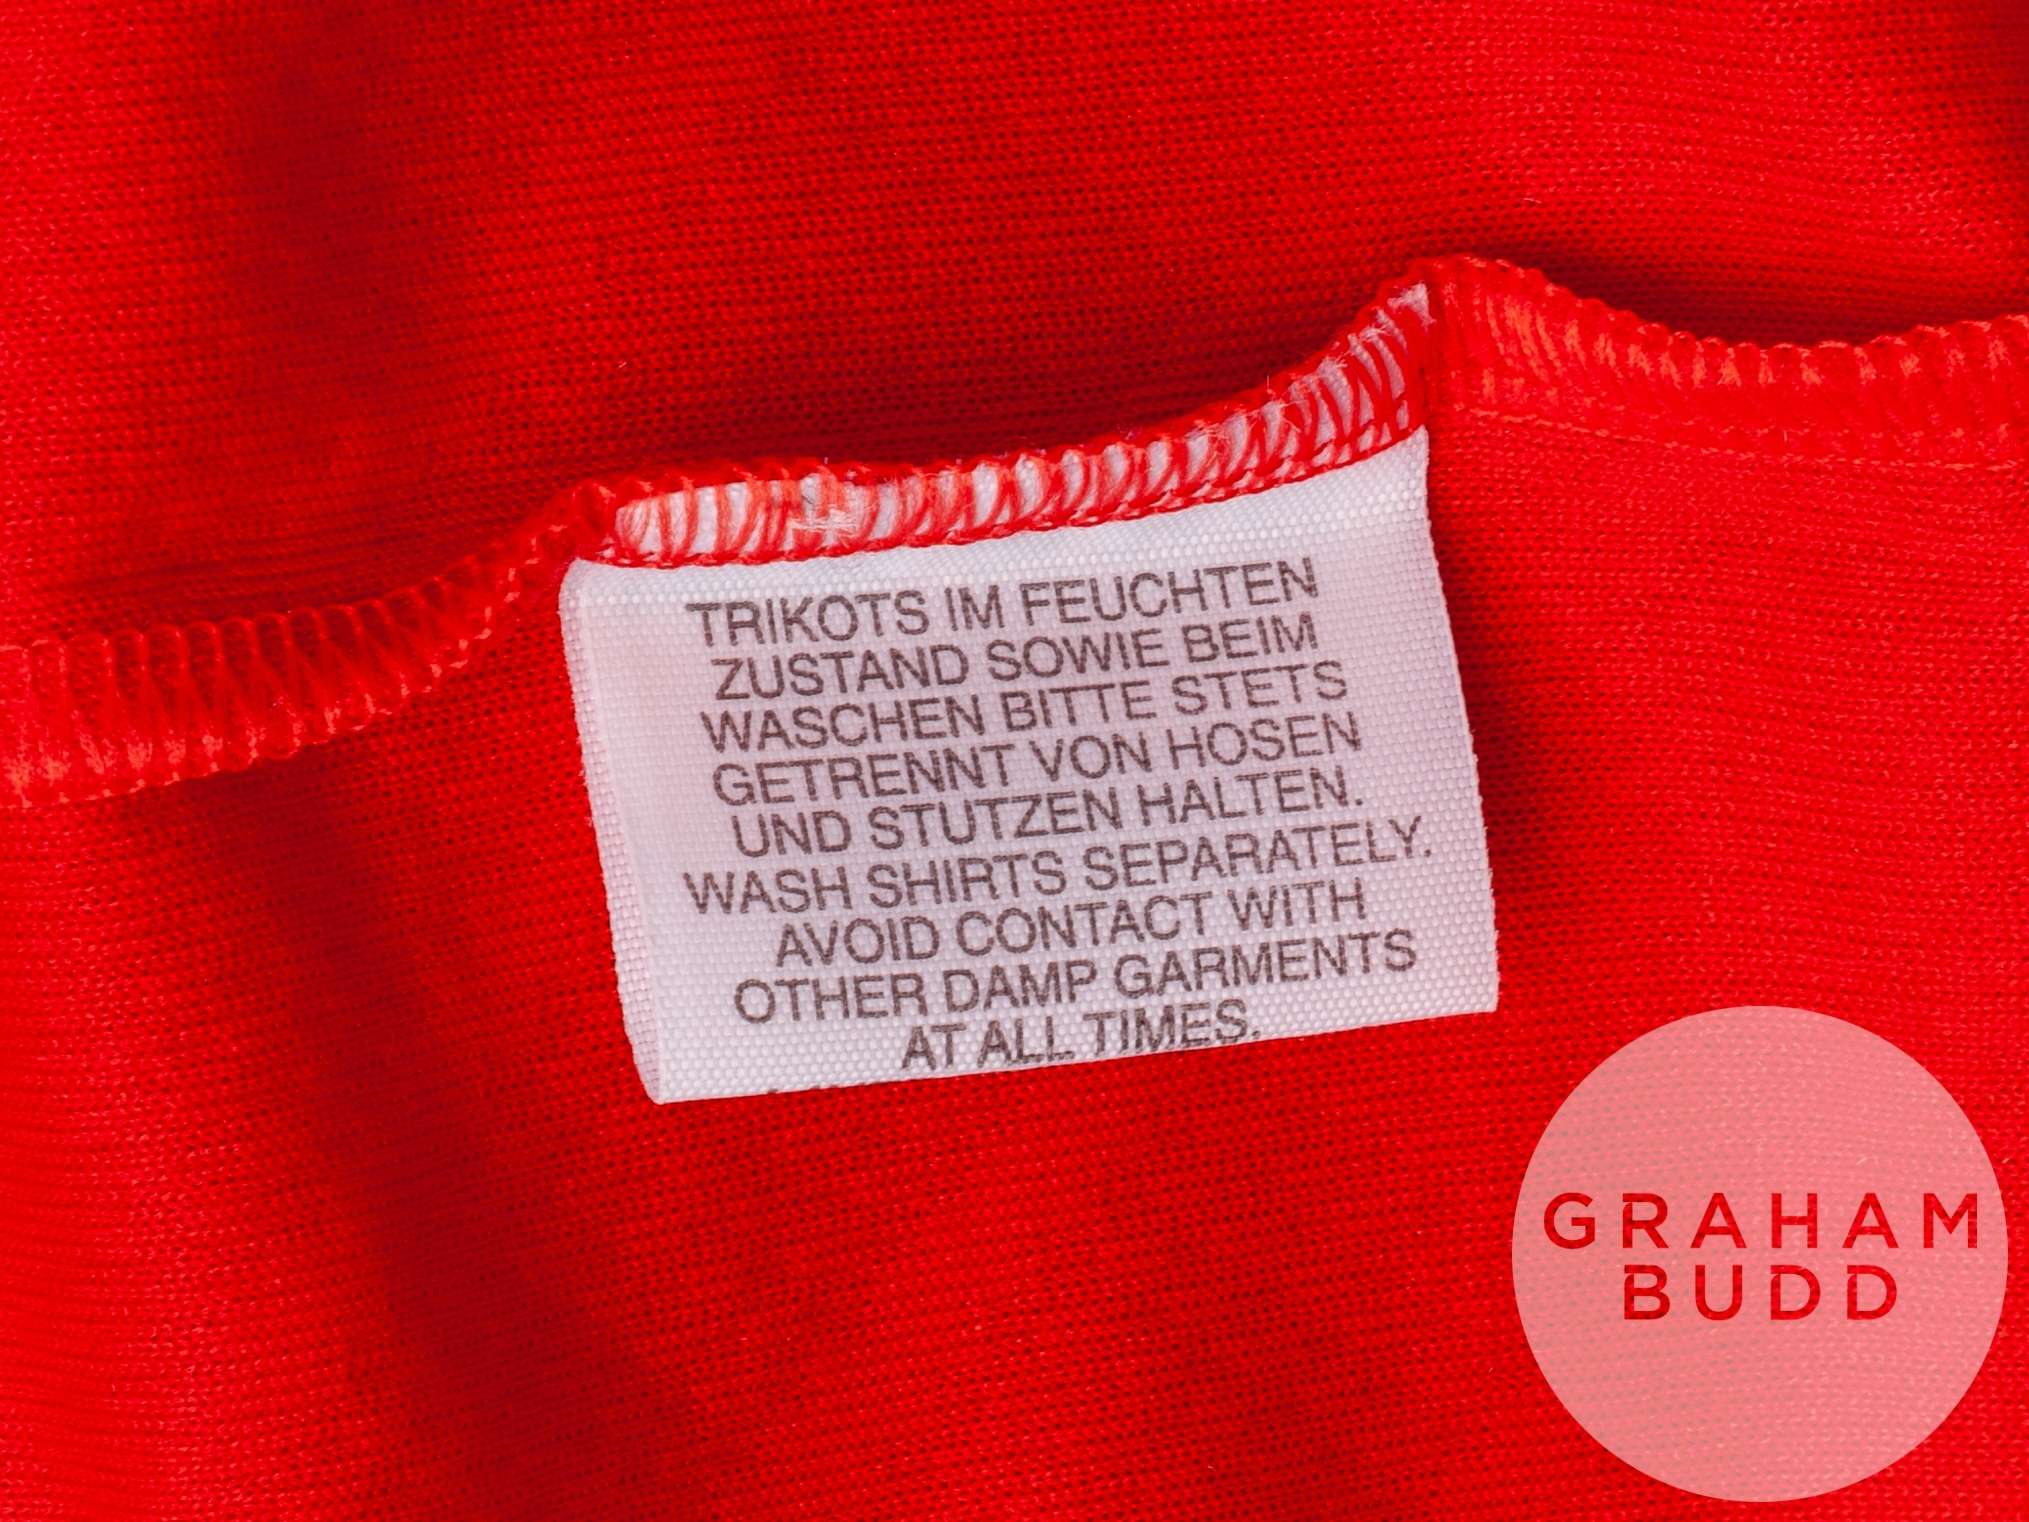 TRIKOTS IM FEUCHTEN
ZUSTAND SOWIE BEIM
WASCHEN BITTE STETS
GETRENNT VON HOSEN
UND STUTZEN HALTEN.
WASH SHIRTS SEPARATELY.
AVOID CONTACT WITH
OTHER DAMP GARMENTS
AT ALL TIMES.
GRAHAM
BUDD